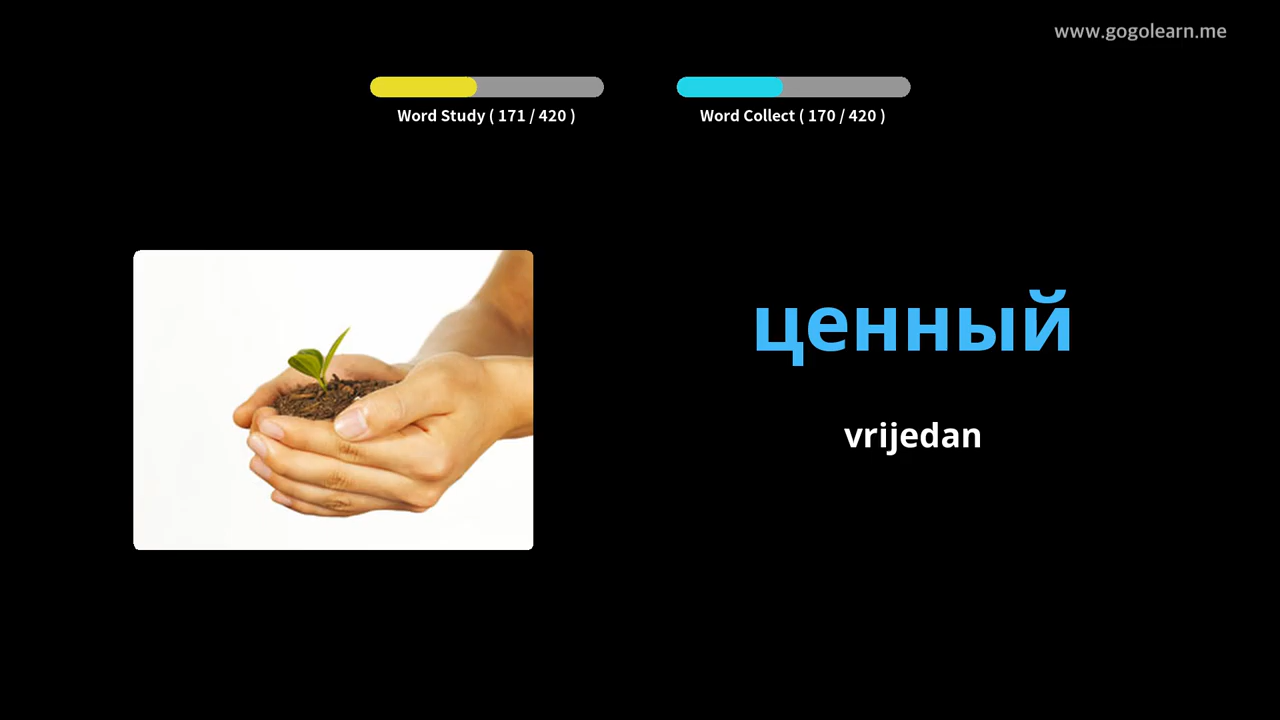 www.gogolearn.me
Word Study ( 171 / 420 )
Word Collect ( 170 / 420 )
ценный
vrijedan